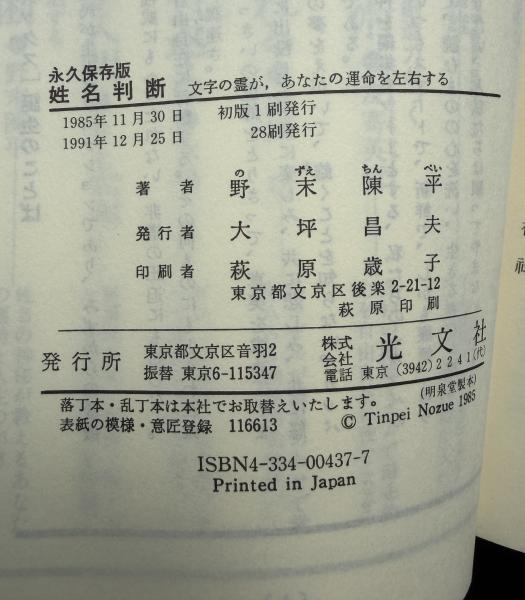 永久保存版
姓名判断 文字の霊が，あなたの運命を左右する
1985年11月30日 初版1刷発行
1991年12月25日 28刷発行
の ずえ ちん ぺい
著者 野末陳平
発行者 大坪昌夫
印刷者 萩原歳子
東京都文京区後楽2-21-12
萩原印刷
発行所 東京都文京区音羽2 株式会社 光文社
振替 東京6-115347 電話 東京 (3942)2241(代)
(明泉堂製本)
落丁本・乱丁本は本社でお取替えいたします。
表紙の模様・意匠登録 116613 © Tinpei Nozue 1985
ISBN4-334-00437-7
Printed in Japan